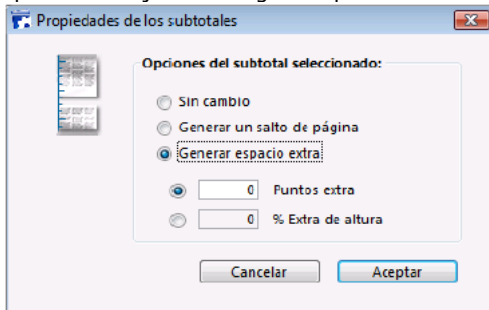 Propiedades de los subtotales
Opciones del subtotal seleccionado:
Sin cambio
Generar un salto de página
Generar espacio extra
0 Puntos extra
0 % Extra de altura
Cancelar Aceptar